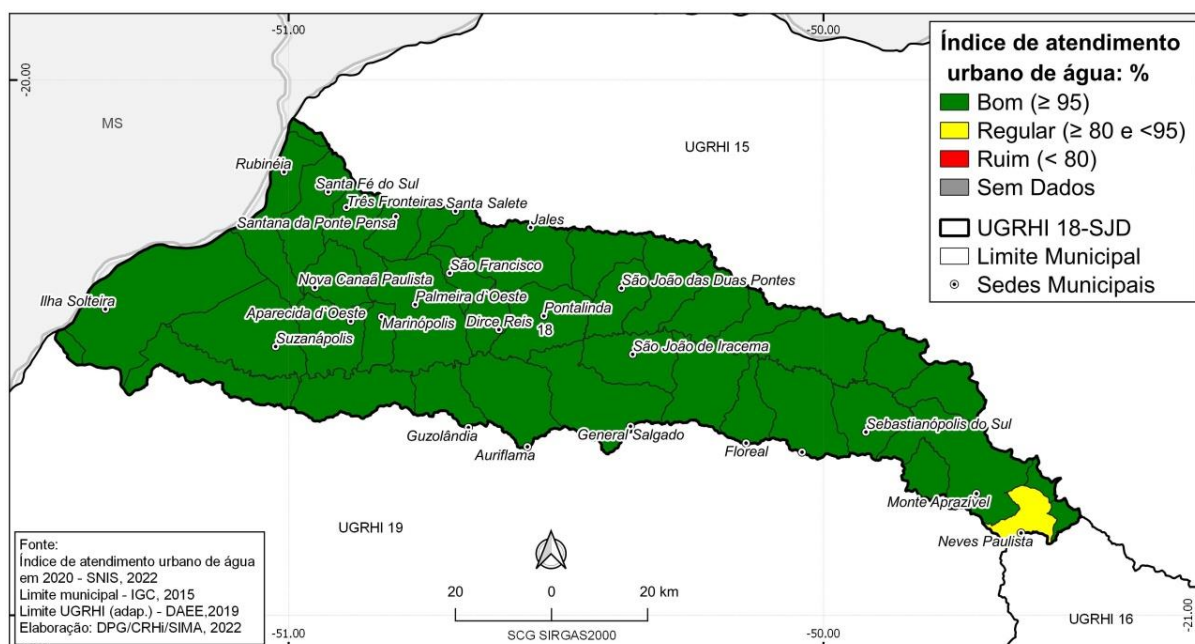 -51.00
-50.00
-20.00
Índice de atendimento
urbano de água: %
Bom (≥ 95)
Regular (≥ 80 e <95)
Ruim (< 80)
Sem Dados
UGRHI 18-SJD
Limite Municipal
Sedes Municipais
MS
UGRHI 15
Rubinéia
Santa Fé do Sul
Três Fronteiras
Santa Salete
Santana da Ponte Pensa
Jales
São Francisco
Nova Canaã Paulista
São João das Duas Pontes
Ilha Solteira
Palmeira d`Oeste
Pontalinda
Aparecida d`Oeste
Marinópolis
Dirce Reis
18
Suzanápolis
São João de Iracema
Guzolândia
General Salgado
Sebastianópolis do Sul
Auriflama
Floreal
Monte Aprazível
Neves Paulista
UGRHI 19
UGRHI 16
Fonte:
Índice de atendimento urbano de água
em 2020 - SNIS, 2022
Limite municipal - IGC, 2015
Limite UGRHI (adap.) - DAEE,2019
Elaboração: DPG/CRHi/SIMA, 2022
20 0 20 km
SCG SIRGAS2000
-51.00
-50.00
-21.00